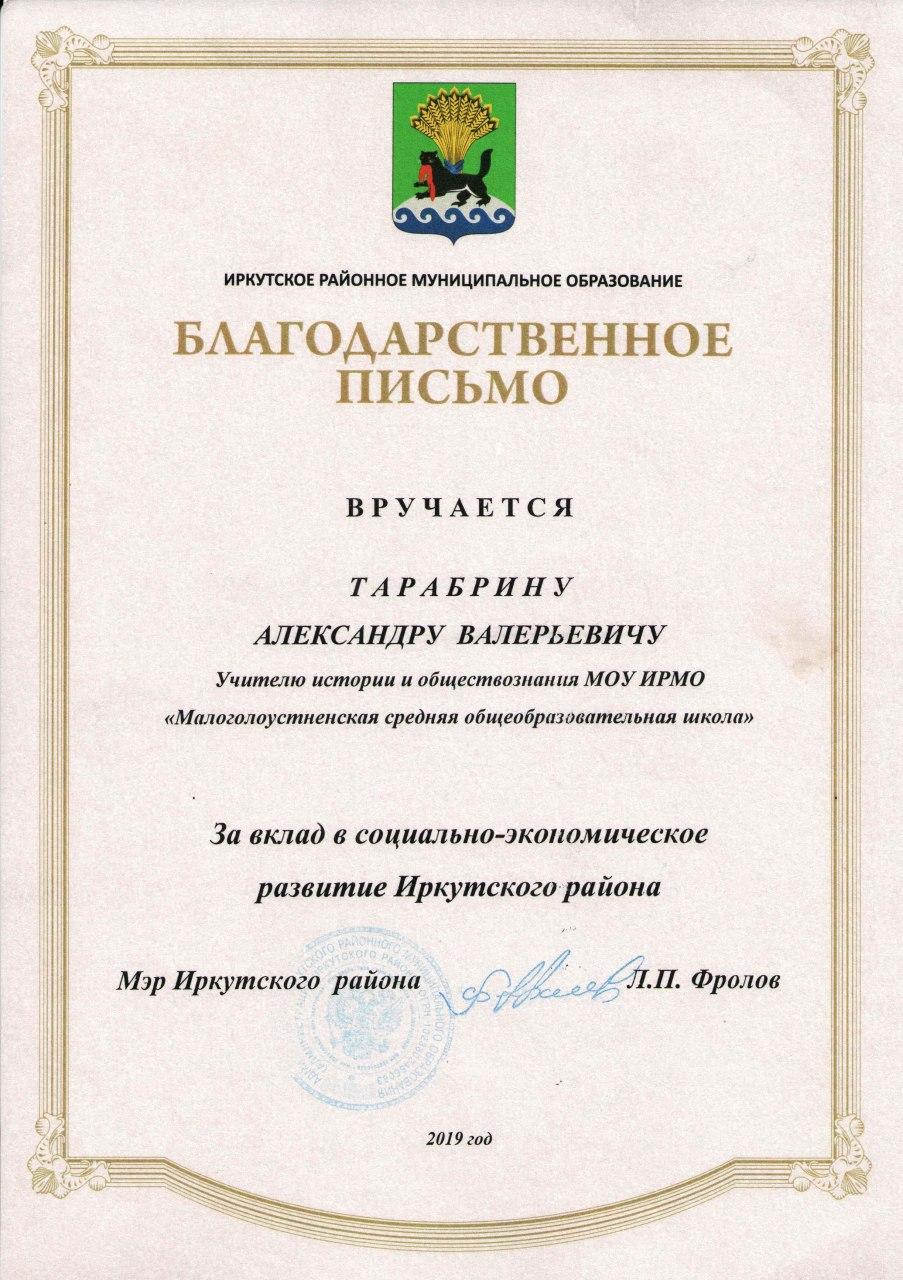 ИРКУТСКОЕ РАЙОННОЕ МУНИЦИПАЛЬНОЕ ОБРАЗОВАНИЕ
БЛАГОДАРСТВЕННОЕ
ПИСЬМО
ВРУЧАЕТСЯ
ТАРАБРИНУ
АЛЕКСАНДРУ ВАЛЕРЬЕВИЧУ
Учителю истории и обществознания МОУ ИРМО
«Малоголоустненская средняя общеобразовательная школа»
За вклад в социально-экономическое
развитие Иркутского района
Мэр Иркутского района Л.П. Фролов
2019 год